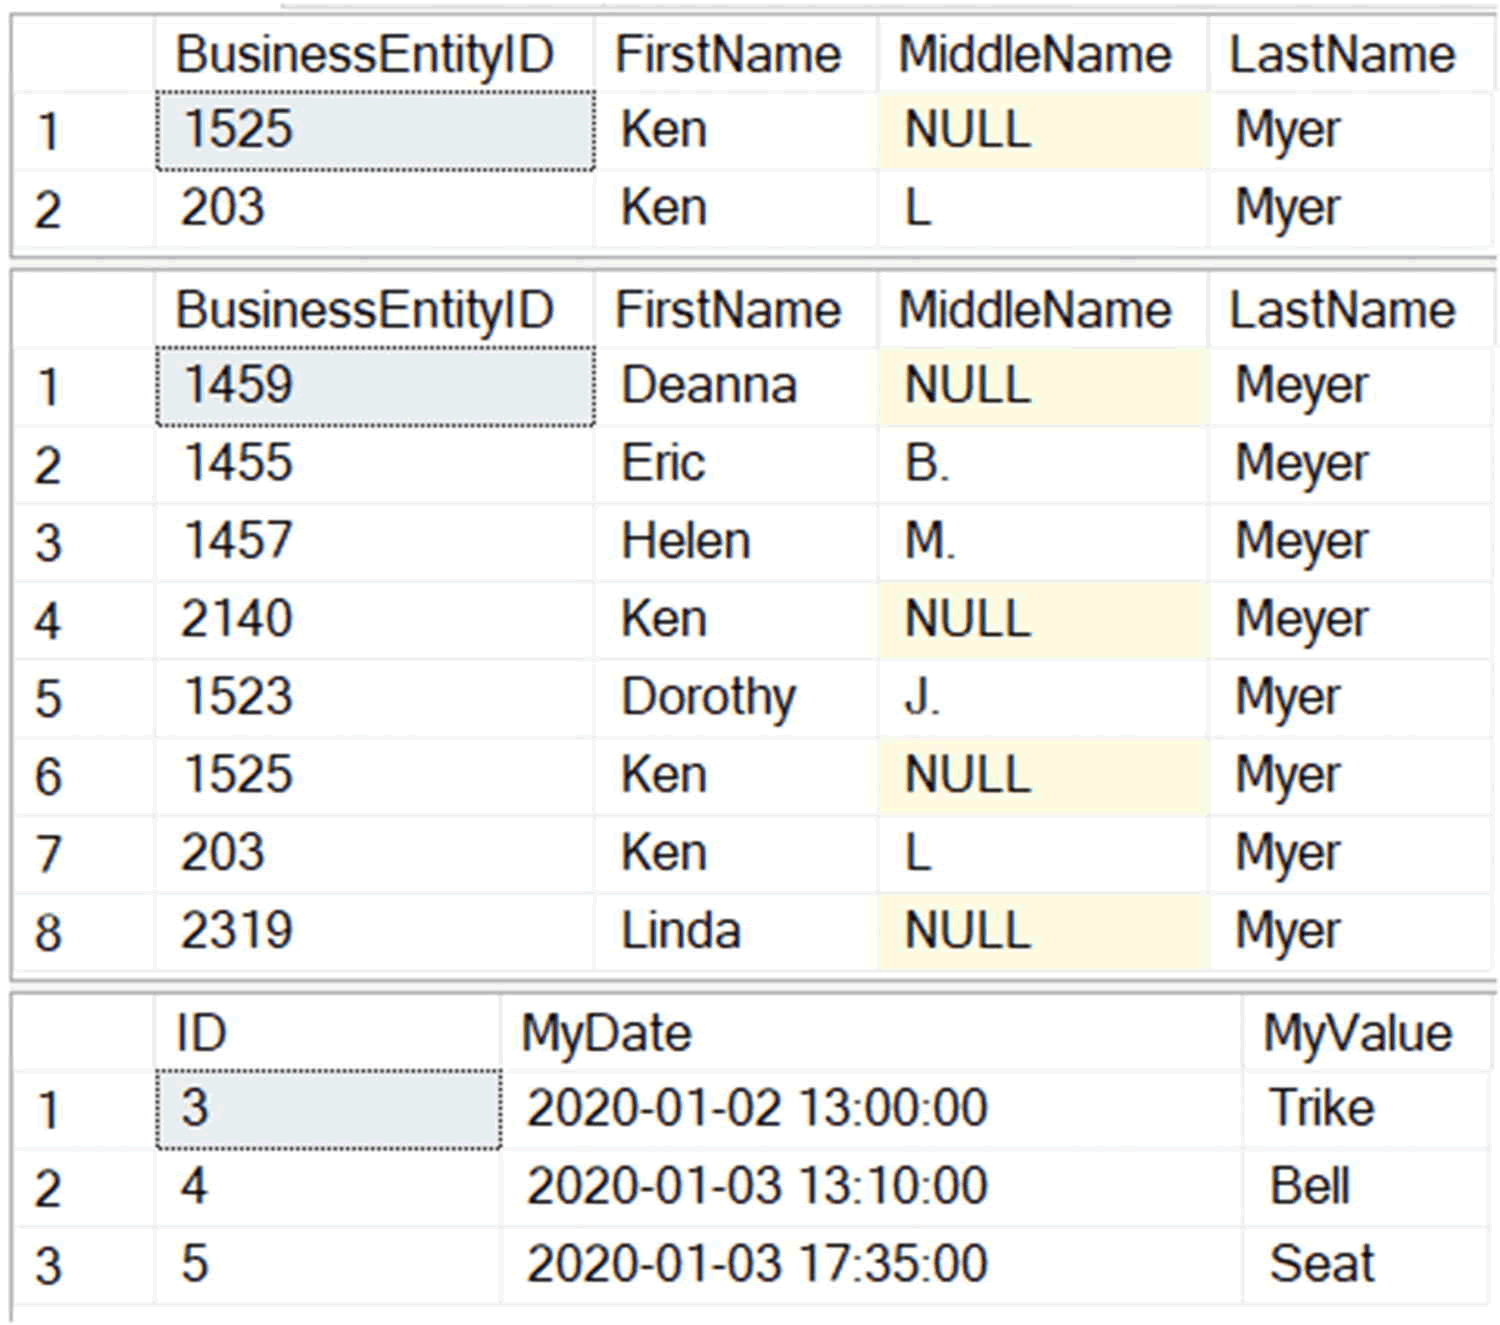 BusinessEntityID FirstName MiddleName LastName
1 1525 Ken NULL Myer
2 203 Ken L Myer
BusinessEntityID FirstName MiddleName LastName
1 1459 Deanna NULL Meyer
2 1455 Eric B. Meyer
3 1457 Helen M. Meyer
4 2140 Ken NULL Meyer
5 1523 Dorothy J. Myer
6 1525 Ken NULL Myer
7 203 Ken L Myer
8 2319 Linda NULL Myer
ID MyDate MyValue
1 3 2020-01-02 13:00:00 Trike
2 4 2020-01-03 13:10:00 Bell
3 5 2020-01-03 17:35:00 Seat